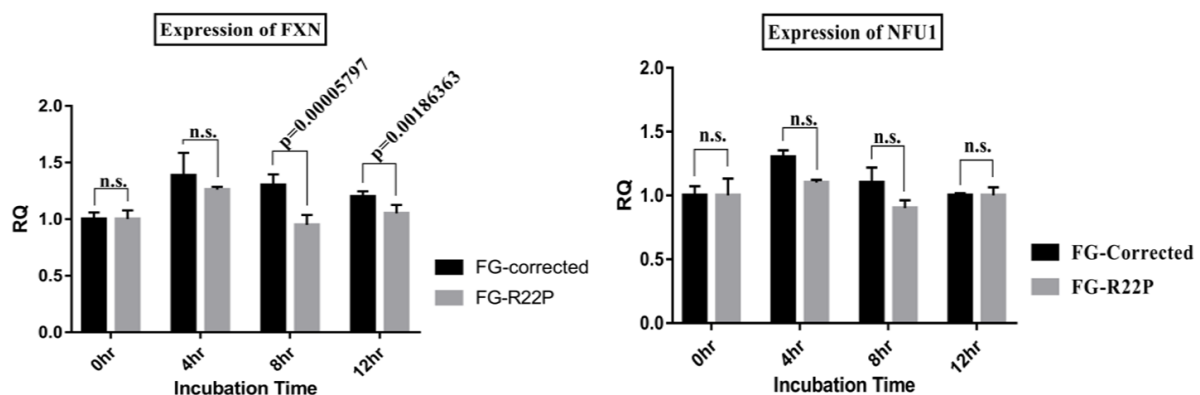 Expression of FXN
2.0
1.5
1.0
0.5
0.0
RQ
n.s.
n.s.
p=0.00005797
p=0.00186363
0hr
4hr
8hr
12hr
Incubation Time
FG-corrected
FG-R22P
Expression of NFU1
2.0
1.5
1.0
0.5
0.0
RQ
n.s.
n.s.
n.s.
n.s.
0hr
4hr
8hr
12hr
Incubation Time
FG-Corrected
FG-R22P